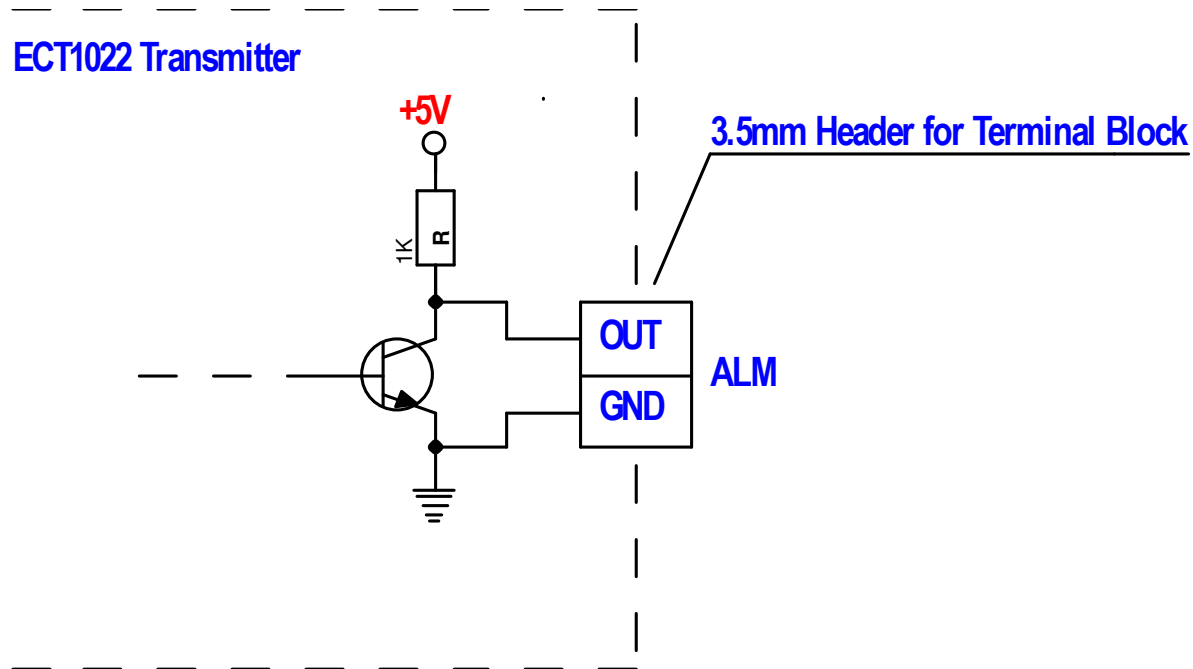 ECT1022 Transmitter
+5V
3.5mm Header for Terminal Block
1K
R
OUT
ALM
GND